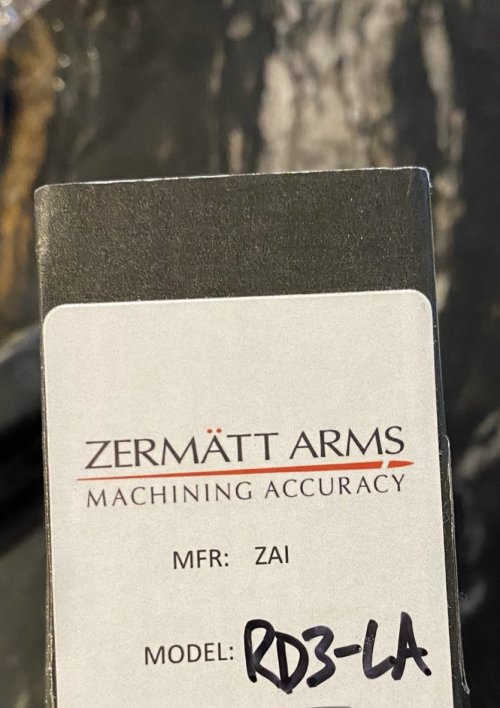 ZERMÄTT ARMS
MACHINING ACCURACY
MFR: ZAI
MODEL: RD3-LA